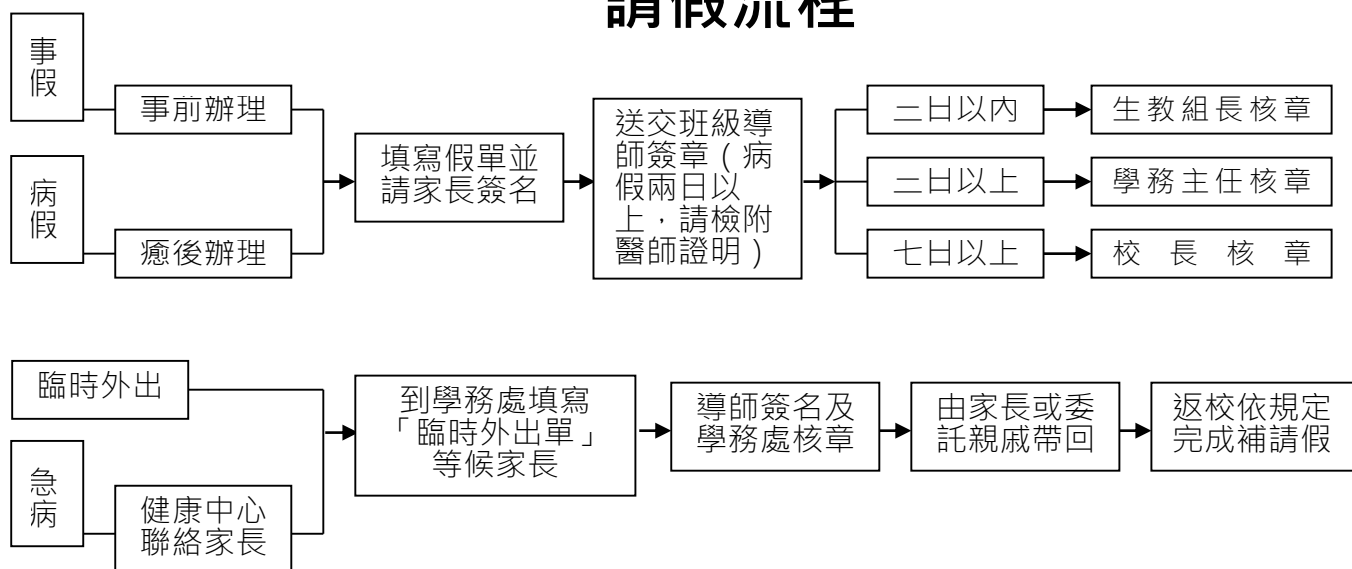 請假流程
事
假
事前辦理
病
假
癒後辦理
填寫假單並
請家長簽名
送交班級導
師簽章(病
假兩日以
上,請檢附
醫師證明)
二日以內
生教組長核章
二日以上
學務主任核章
七日以上
校長核章
臨時外出
急
病
健康中心
聯絡家長
到學務處填寫
「臨時外出單」
等候家長
導師簽名及
學務處核章
由家長或委
託親戚帶回
返校依規定
完成補請假